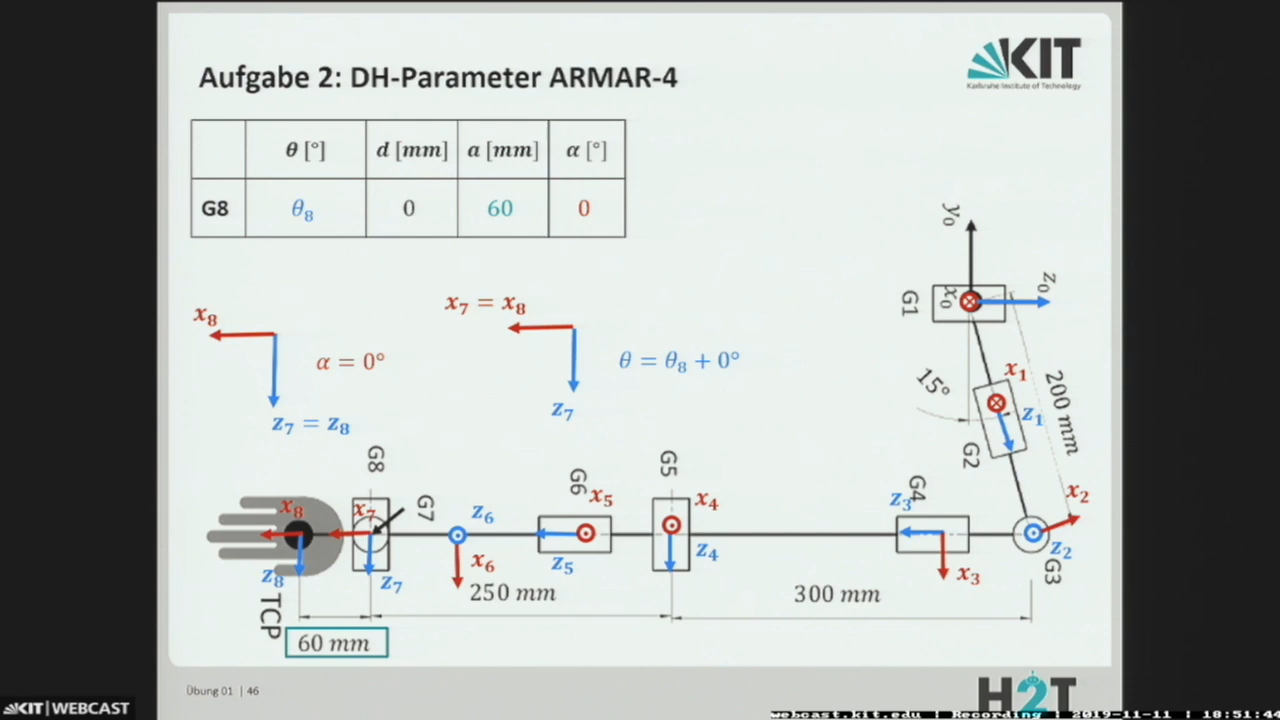 Aufgabe 2: DH-Parameter ARMAR-4
KIT
Karlsruhe Institute of Technology
θ [°] d [mm] a [mm] α [°]
G8 θ₈ 0 60 0
x₈
α = 0°
z₇ = z₈
x₇ = x₈
θ = θ₈ + 0°
z₇
y₀
z₀
x₀
G1
x₁
z₁
200 mm
15°
G2
x₂
z₂
G3
G4
z₃
x₃
300 mm
G5
x₄
z₄
G6
x₅
z₅
z₆
x₆
250 mm
G7
G8
x₇
z₇
x₈
z₈
TCP
60 mm
Übung 01 | 46
H2T
KIT | WEBCAST
webcast.kit.edu | Recording | 2019-11-11 | 18:51:44